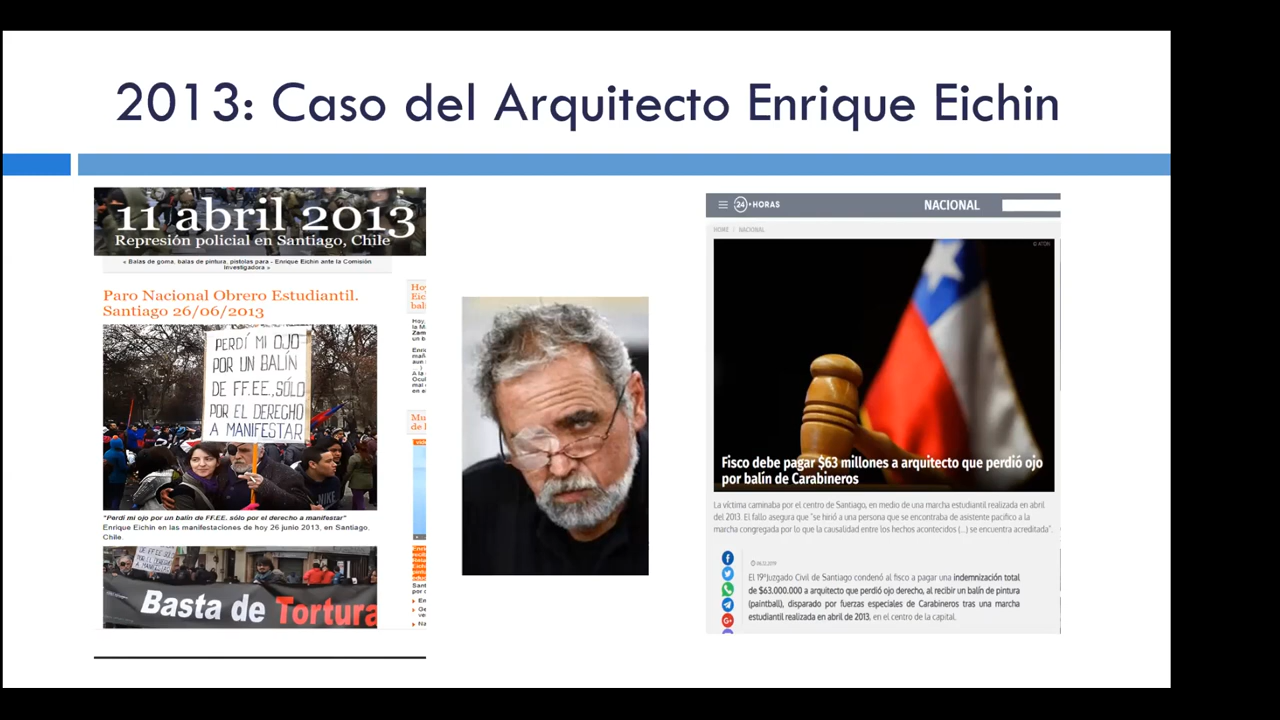 2013: Caso del Arquitecto Enrique Eichin
11 abril 2013
Represión policial en Santiago, Chile
« Balas de goma, balas de pintura, pistolas para - Enrique Eichin ante la Comisión
Investigadora »
Paro Nacional Obrero Estudiantil.
Santiago 26/06/2013
PERDÍ MI OJO
POR UN BALÍN
DE FF.EE., SÓLO
POR EL DERECHO
A MANIFESTAR
NIKE
"Perdí mi ojo por un balín de FF.EE. sólo por el derecho a manifestar"
Enrique Eichin en las manifestaciones de hoy 26 junio 2013, en Santiago,
Chile.
DE FF.EE., SÓLO
POR EL DERECHO
A MANIFESTAR
Basta de Tortura
24 HORAS
NACIONAL
HOME / NACIONAL
Fisco debe pagar $63 millones a arquitecto que perdió ojo
por balín de Carabineros
La víctima caminaba por el centro de Santiago, en medio de una marcha estudiantil realizada en abril
del 2013. El fallo asegura que "se hirió a una persona que se encontraba de asistente pacífico a la
marcha congregada por lo que la causalidad entre los hechos acontecidos (...) se encuentra acreditada".
El 19°Juzgado Civil de Santiago condenó al fisco a pagar una indemnización total
de $63.000.000 a arquitecto que perdió ojo derecho, al recibir un balín de pintura
(paintball), disparado por fuerzas especiales de Carabineros tras una marcha
estudiantil realizada en abril de 2013, en el centro de la capital.